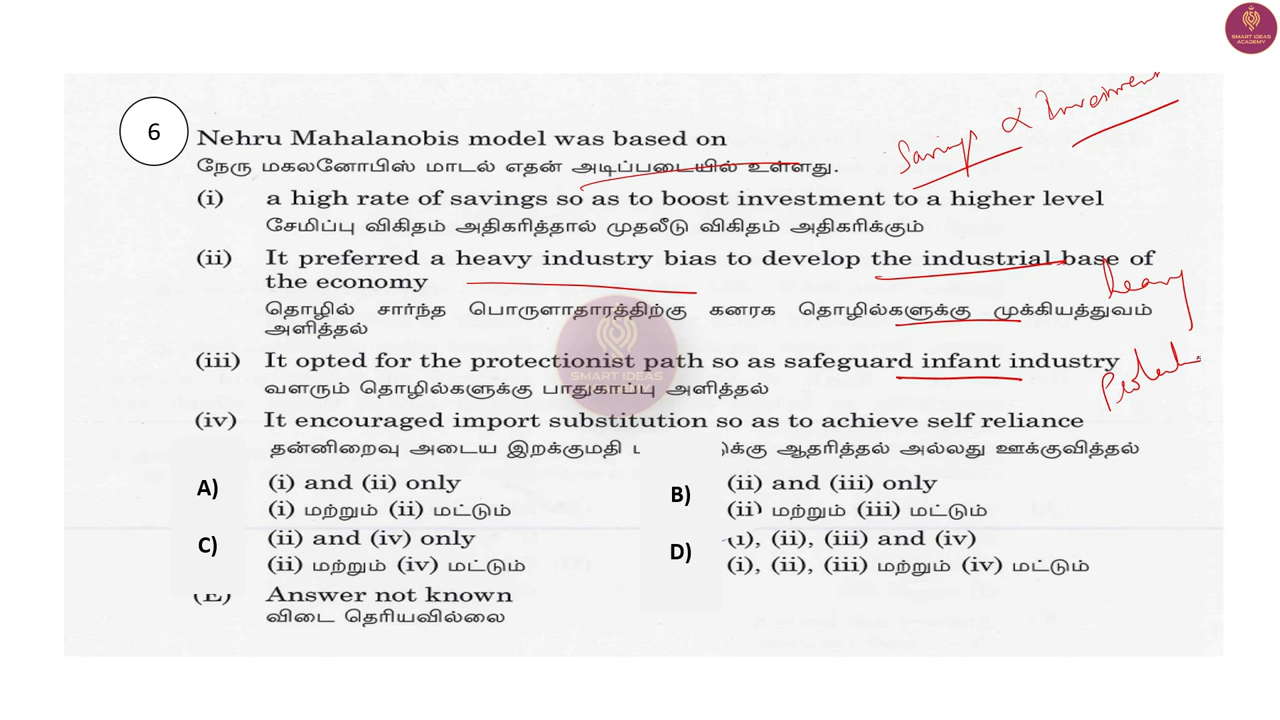 SMART IDEAS
ACADEMY
Savings ∝ Investment
6
Nehru Mahalanobis model was based on
நேரு மகலனோபிஸ் மாடல் எதன் அடிப்படையில் உள்ளது.
(i) a high rate of savings so as to boost investment to a higher level
சேமிப்பு விகிதம் அதிகரித்தால் முதலீடு விகிதம் அதிகரிக்கும்
(ii) It preferred a heavy industry bias to develop the industrial base of
the economy
heavy
தொழில் சார்ந்த பொருளாதாரத்திற்கு கனரக தொழில்களுக்கு முக்கியத்துவம்
அளித்தல்
(iii) It opted for the protectionist path so as safeguard infant industry
வளரும் தொழில்களுக்கு பாதுகாப்பு அளித்தல்
SMART IDEAS
(iv) It encouraged import substitution so as to achieve self reliance
தன்னிறைவு அடைய இறக்குமதி ஆதரித்தல் அல்லது ஊக்குவித்தல்
A) (i) and (ii) only
(i) மற்றும் (ii) மட்டும்
B) (ii) and (iii) only
(ii) மற்றும் (iii) மட்டும்
C) (ii) and (iv) only
(ii) மற்றும் (iv) மட்டும்
D) (i), (ii), (iii) and (iv)
(i), (ii), (iii) மற்றும் (iv) மட்டும்
(E) Answer not known
விடை தெரியவில்லை